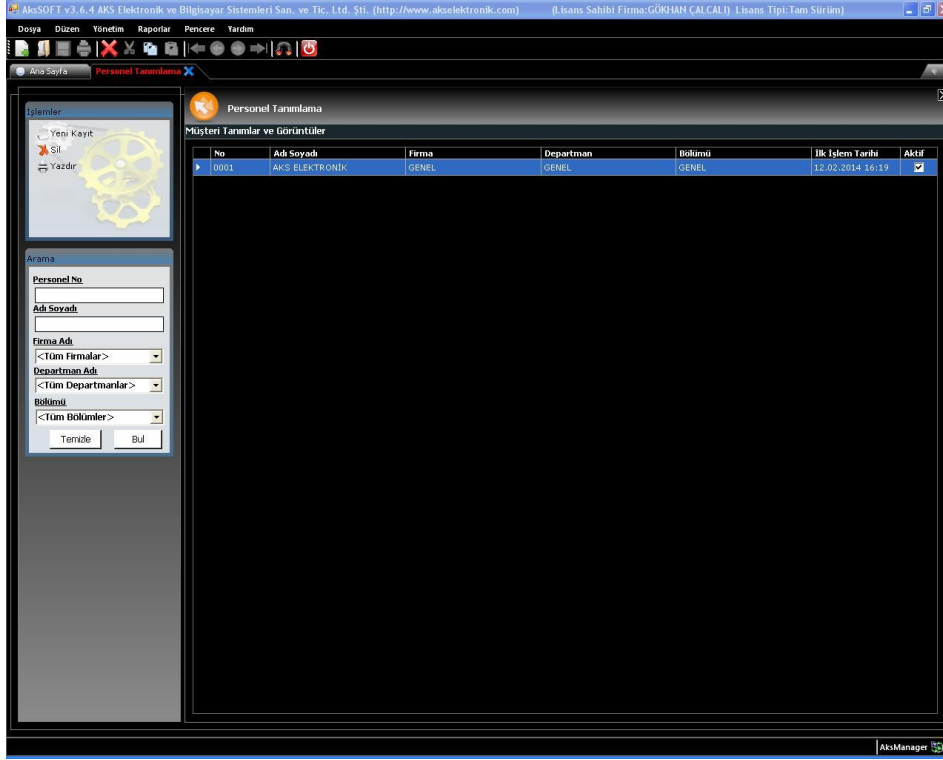 AksSOFT v3.6.4 AKS Elektronik ve Bilgisayar Sistemleri San. ve Tic. Ltd. Şti. (http://www.akselektronik.com) (Lisans Sahibi Firma:GÖKHAN ÇALCALI) Lisans Tipi:Tam Sürüm)
Dosya Düzen Yönetim Raporlar Pencere Yardım
Ana Sayfa Personel Tanımlama
İşlemler
Yeni Kayıt
Sil
Yazdır
Arama
Personel No
Adı Soyadı
Firma Adı
<Tüm Firmalar>
Departman Adı
<Tüm Departmanlar>
Bölümü
<Tüm Bölümler>
Temizle Bul
Personel Tanımlama
Müşteri Tanımlar ve Görüntüler
No Adı Soyadı Firma Departman Bölümü İlk İşlem Tarihi Aktif
0001 AKS ELEKTRONİK GENEL GENEL GENEL 12.02.2014 16:19
AksManager